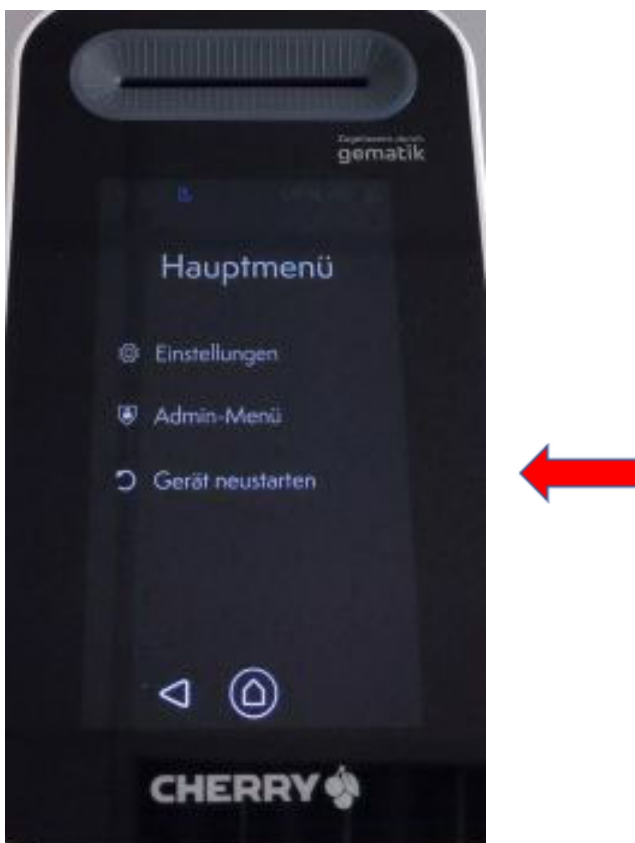 Zugelassen durch
gematik
Hauptmenü
Einstellungen
Admin-Menü
Gerät neustarten
CHERRY